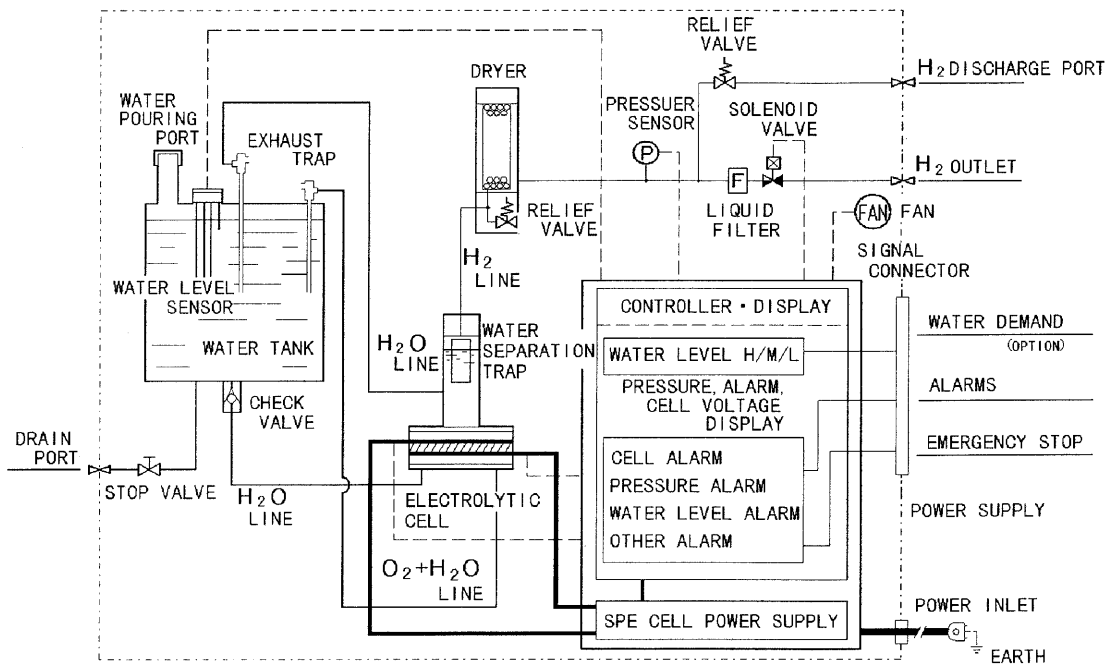 RELIEF
VALVE
H2 DISCHARGE PORT
DRYER
WATER
POURING
PORT
EXHAUST
TRAP
PRESSUER
SENSOR
SOLENOID
VALVE
P
F
H2 OUTLET
RELIEF
VALVE
LIQUID
FILTER
FAN FAN
H2
LINE
SIGNAL
CONNECTOR
WATER LEVEL
SENSOR
WATER TANK
H2O
LINE
WATER
SEPARATION
TRAP
CONTROLLER・DISPLAY
WATER LEVEL H/M/L
WATER DEMAND
(OPTION)
PRESSURE, ALARM,
CELL VOLTAGE
DISPLAY
ALARMS
CHECK
VALVE
DRAIN
PORT
EMERGENCY STOP
CELL ALARM
PRESSURE ALARM
WATER LEVEL ALARM
OTHER ALARM
STOP VALVE
H2O
LINE
ELECTROLYTIC
CELL
POWER SUPPLY
O2+H2O
LINE
SPE CELL POWER SUPPLY
POWER INLET
EARTH